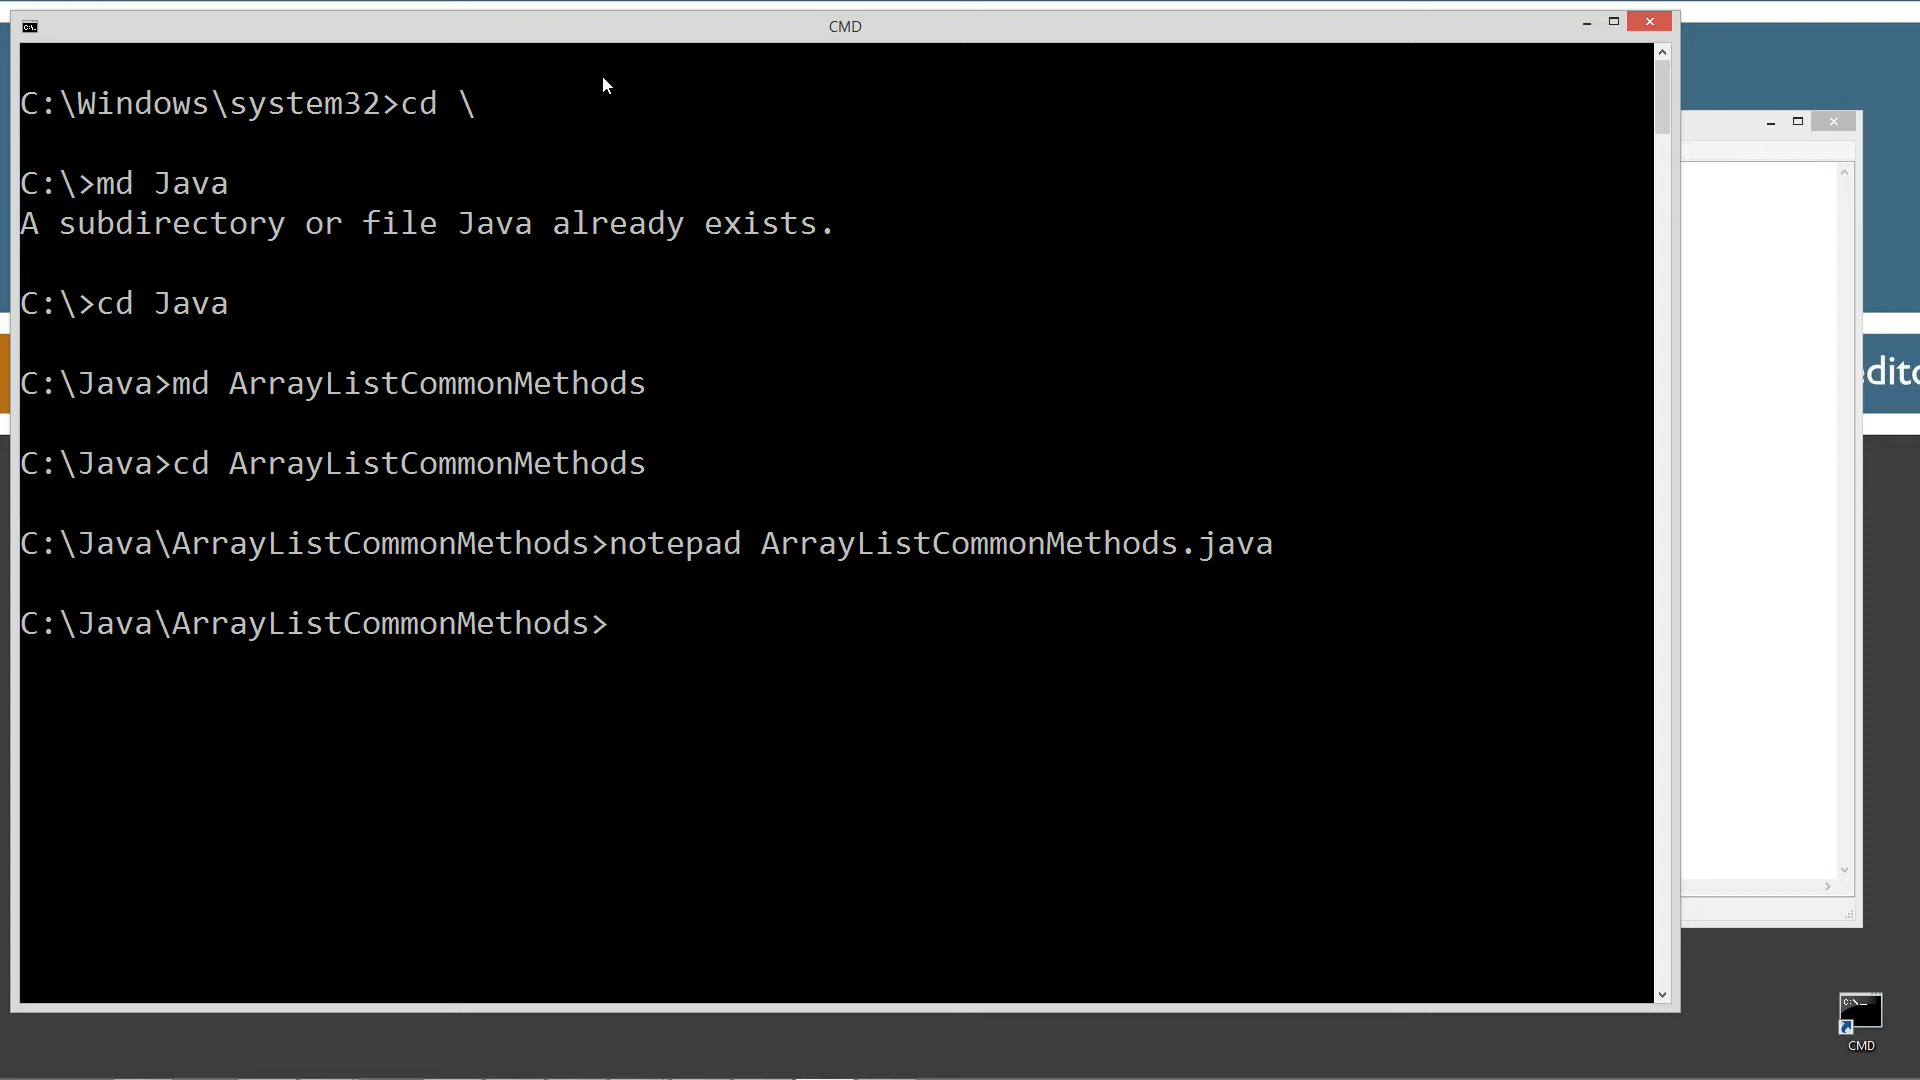 CMD
C:\Windows\system32>cd \
C:\>md Java
A subdirectory or file Java already exists.
C:\>cd Java
C:\Java>md ArrayListCommonMethods
C:\Java>cd ArrayListCommonMethods
C:\Java\ArrayListCommonMethods>notepad ArrayListCommonMethods.java
C:\Java\ArrayListCommonMethods>
CMD